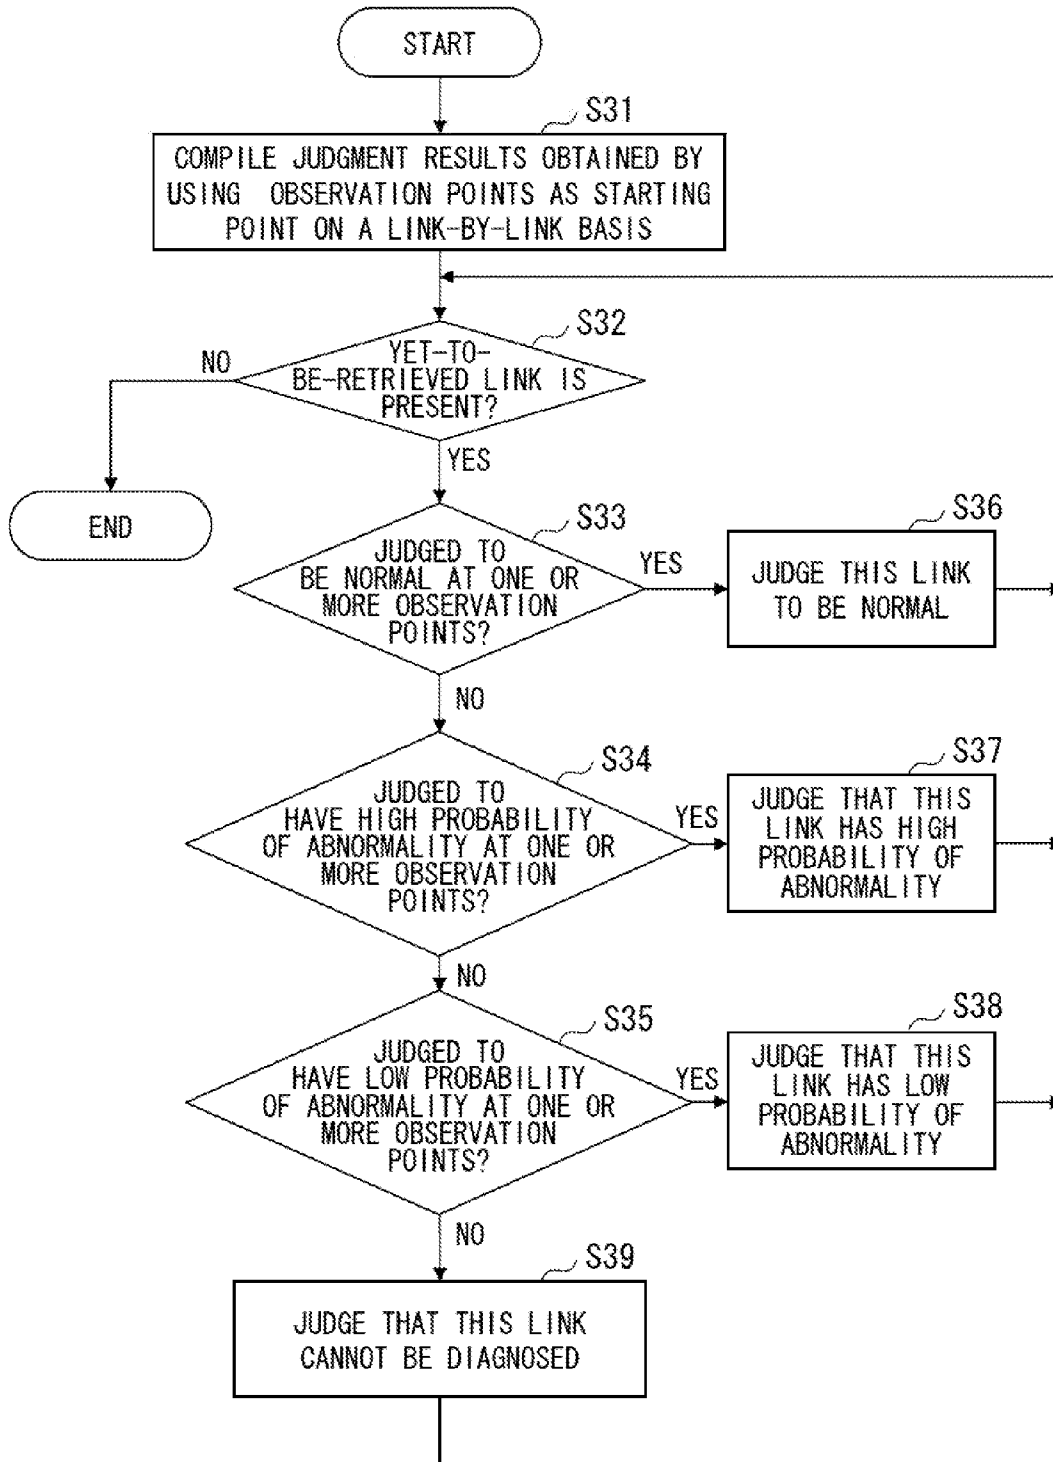 START
S31
COMPILE JUDGMENT RESULTS OBTAINED BY
USING OBSERVATION POINTS AS STARTING
POINT ON A LINK-BY-LINK BASIS
S32
YET-TO-
BE-RETRIEVED LINK IS
PRESENT?
NO
YES
END
S33
JUDGED TO
BE NORMAL AT ONE OR
MORE OBSERVATION
POINTS?
YES
S36
JUDGE THIS LINK
TO BE NORMAL
NO
S34
JUDGED TO
HAVE HIGH PROBABILITY
OF ABNORMALITY AT ONE OR
MORE OBSERVATION
POINTS?
YES
S37
JUDGE THAT THIS
LINK HAS HIGH
PROBABILITY OF
ABNORMALITY
NO
S35
JUDGED TO
HAVE LOW PROBABILITY
OF ABNORMALITY AT ONE OR
MORE OBSERVATION
POINTS?
YES
S38
JUDGE THAT THIS
LINK HAS LOW
PROBABILITY OF
ABNORMALITY
NO
S39
JUDGE THAT THIS LINK
CANNOT BE DIAGNOSED